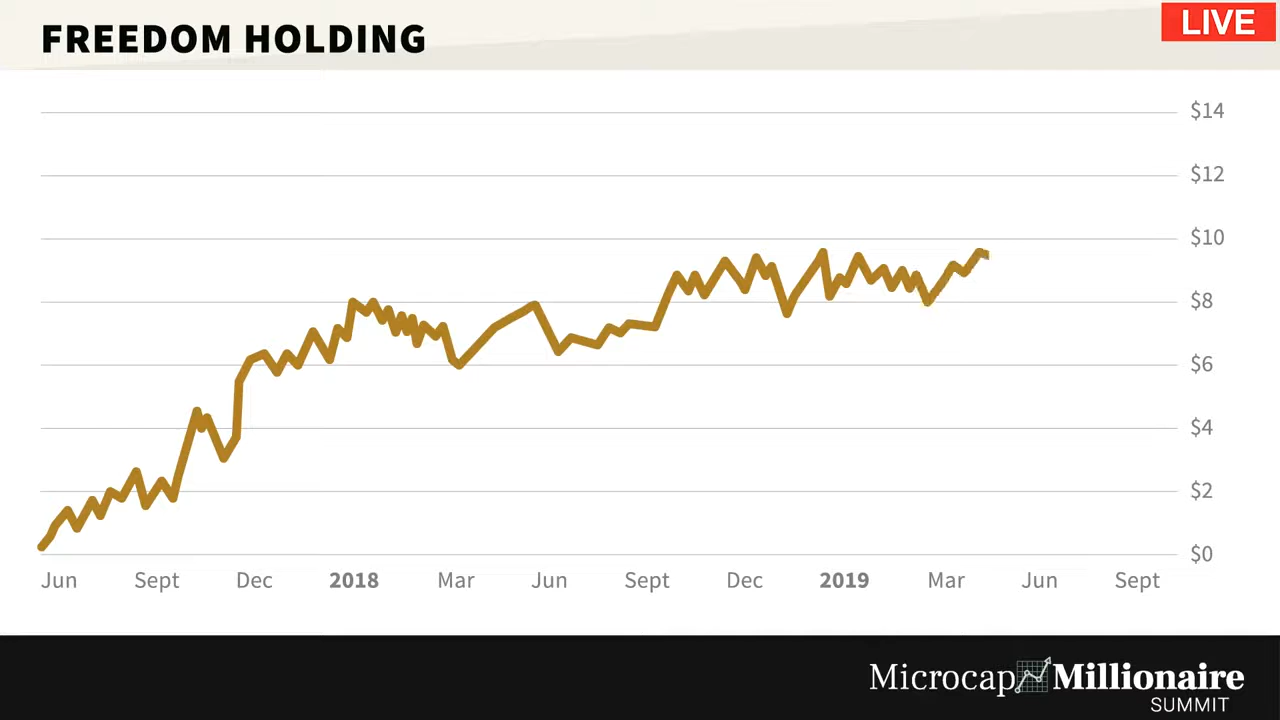 FREEDOM HOLDING
LIVE
$14
$12
$10
$8
$6
$4
$2
$0
Jun Sept Dec 2018 Mar Jun Sept Dec 2019 Mar Jun Sept
Microcap Millionaire
SUMMIT